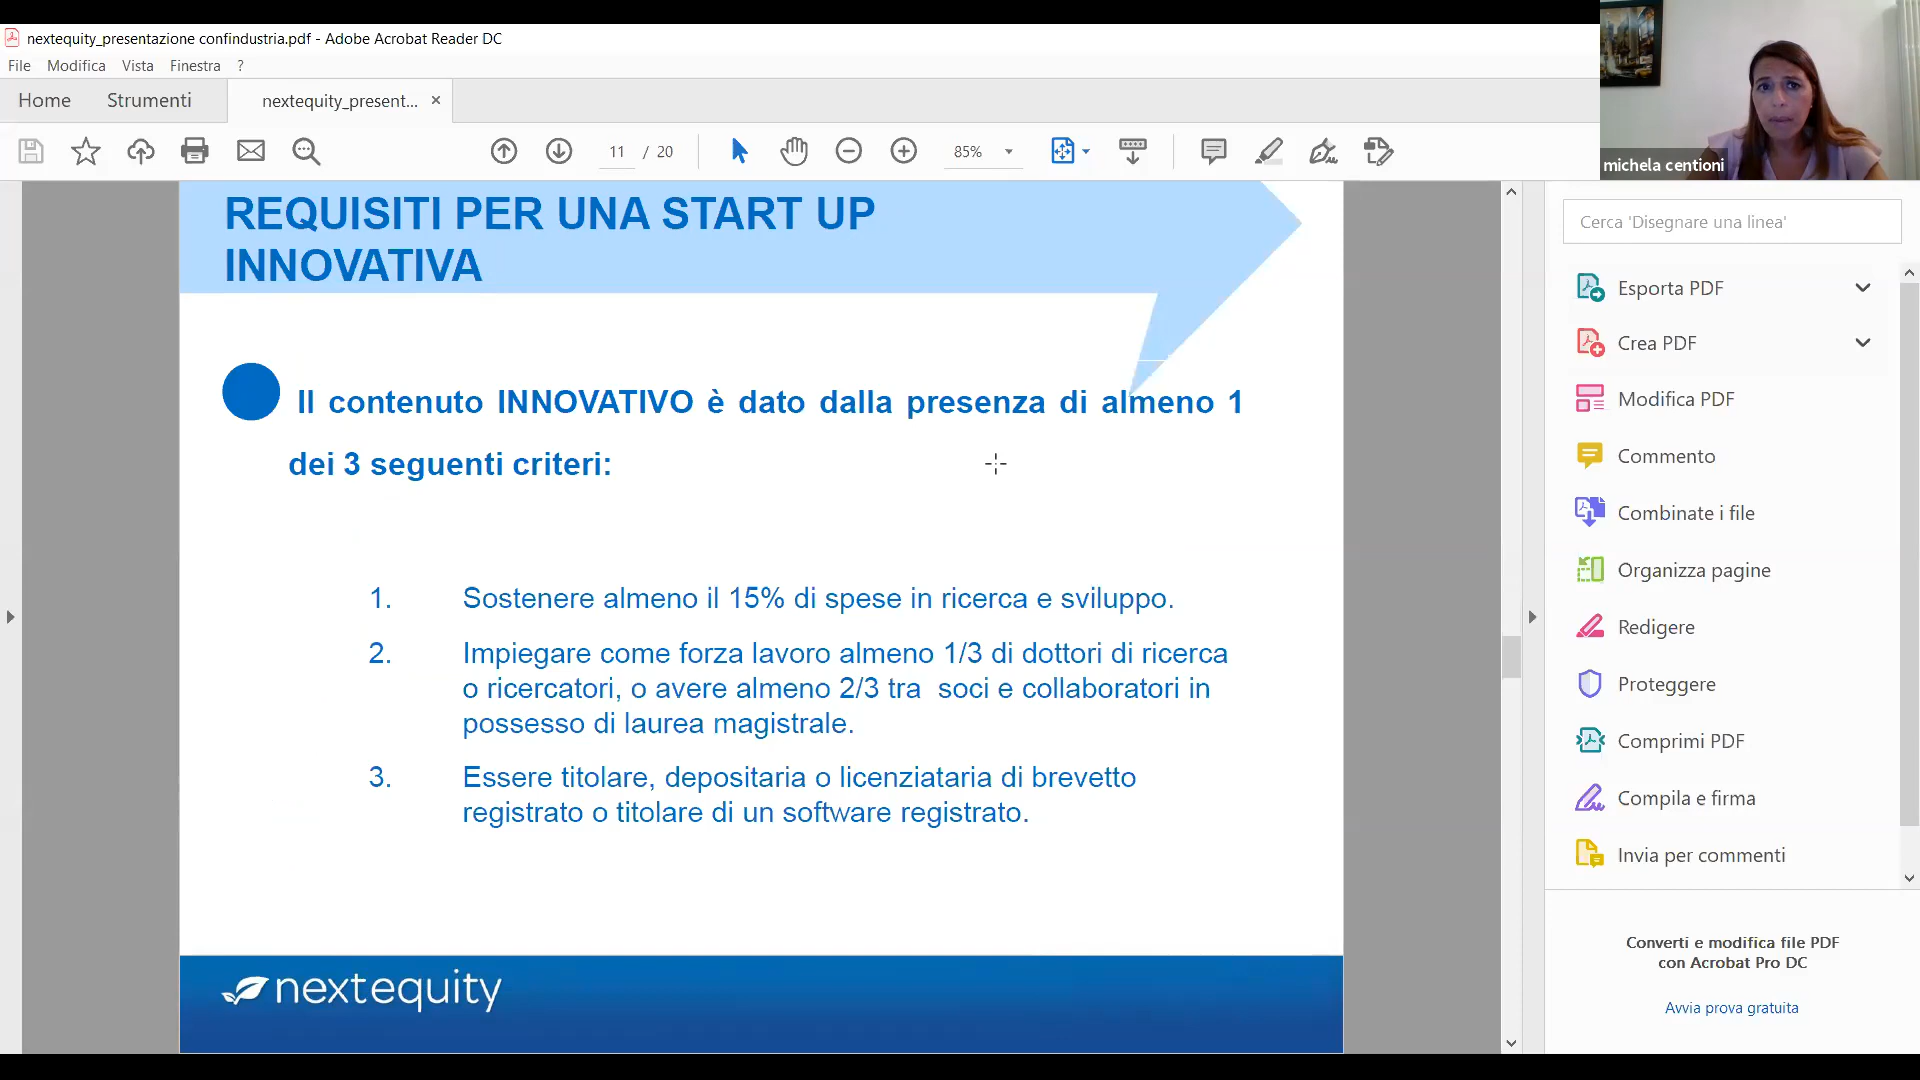 nextequity_presentazione confindustria.pdf - Adobe Acrobat Reader DC
File Modifica Vista Finestra ?
Home Strumenti nextequity_present... ×
11 / 20 85%
michela centioni
REQUISITI PER UNA START UP
INNOVATIVA
Il contenuto INNOVATIVO è dato dalla presenza di almeno 1
dei 3 seguenti criteri:
1. Sostenere almeno il 15% di spese in ricerca e sviluppo.
2. Impiegare come forza lavoro almeno 1/3 di dottori di ricerca
o ricercatori, o avere almeno 2/3 tra soci e collaboratori in
possesso di laurea magistrale.
3. Essere titolare, depositaria o licenziataria di brevetto
registrato o titolare di un software registrato.
nextequity
Cerca 'Disegnare una linea'
Esporta PDF
Crea PDF
Modifica PDF
Commento
Combinate i file
Organizza pagine
Redigere
Proteggere
Comprimi PDF
Compila e firma
Invia per commenti
Converti e modifica file PDF
con Acrobat Pro DC
Avvia prova gratuita